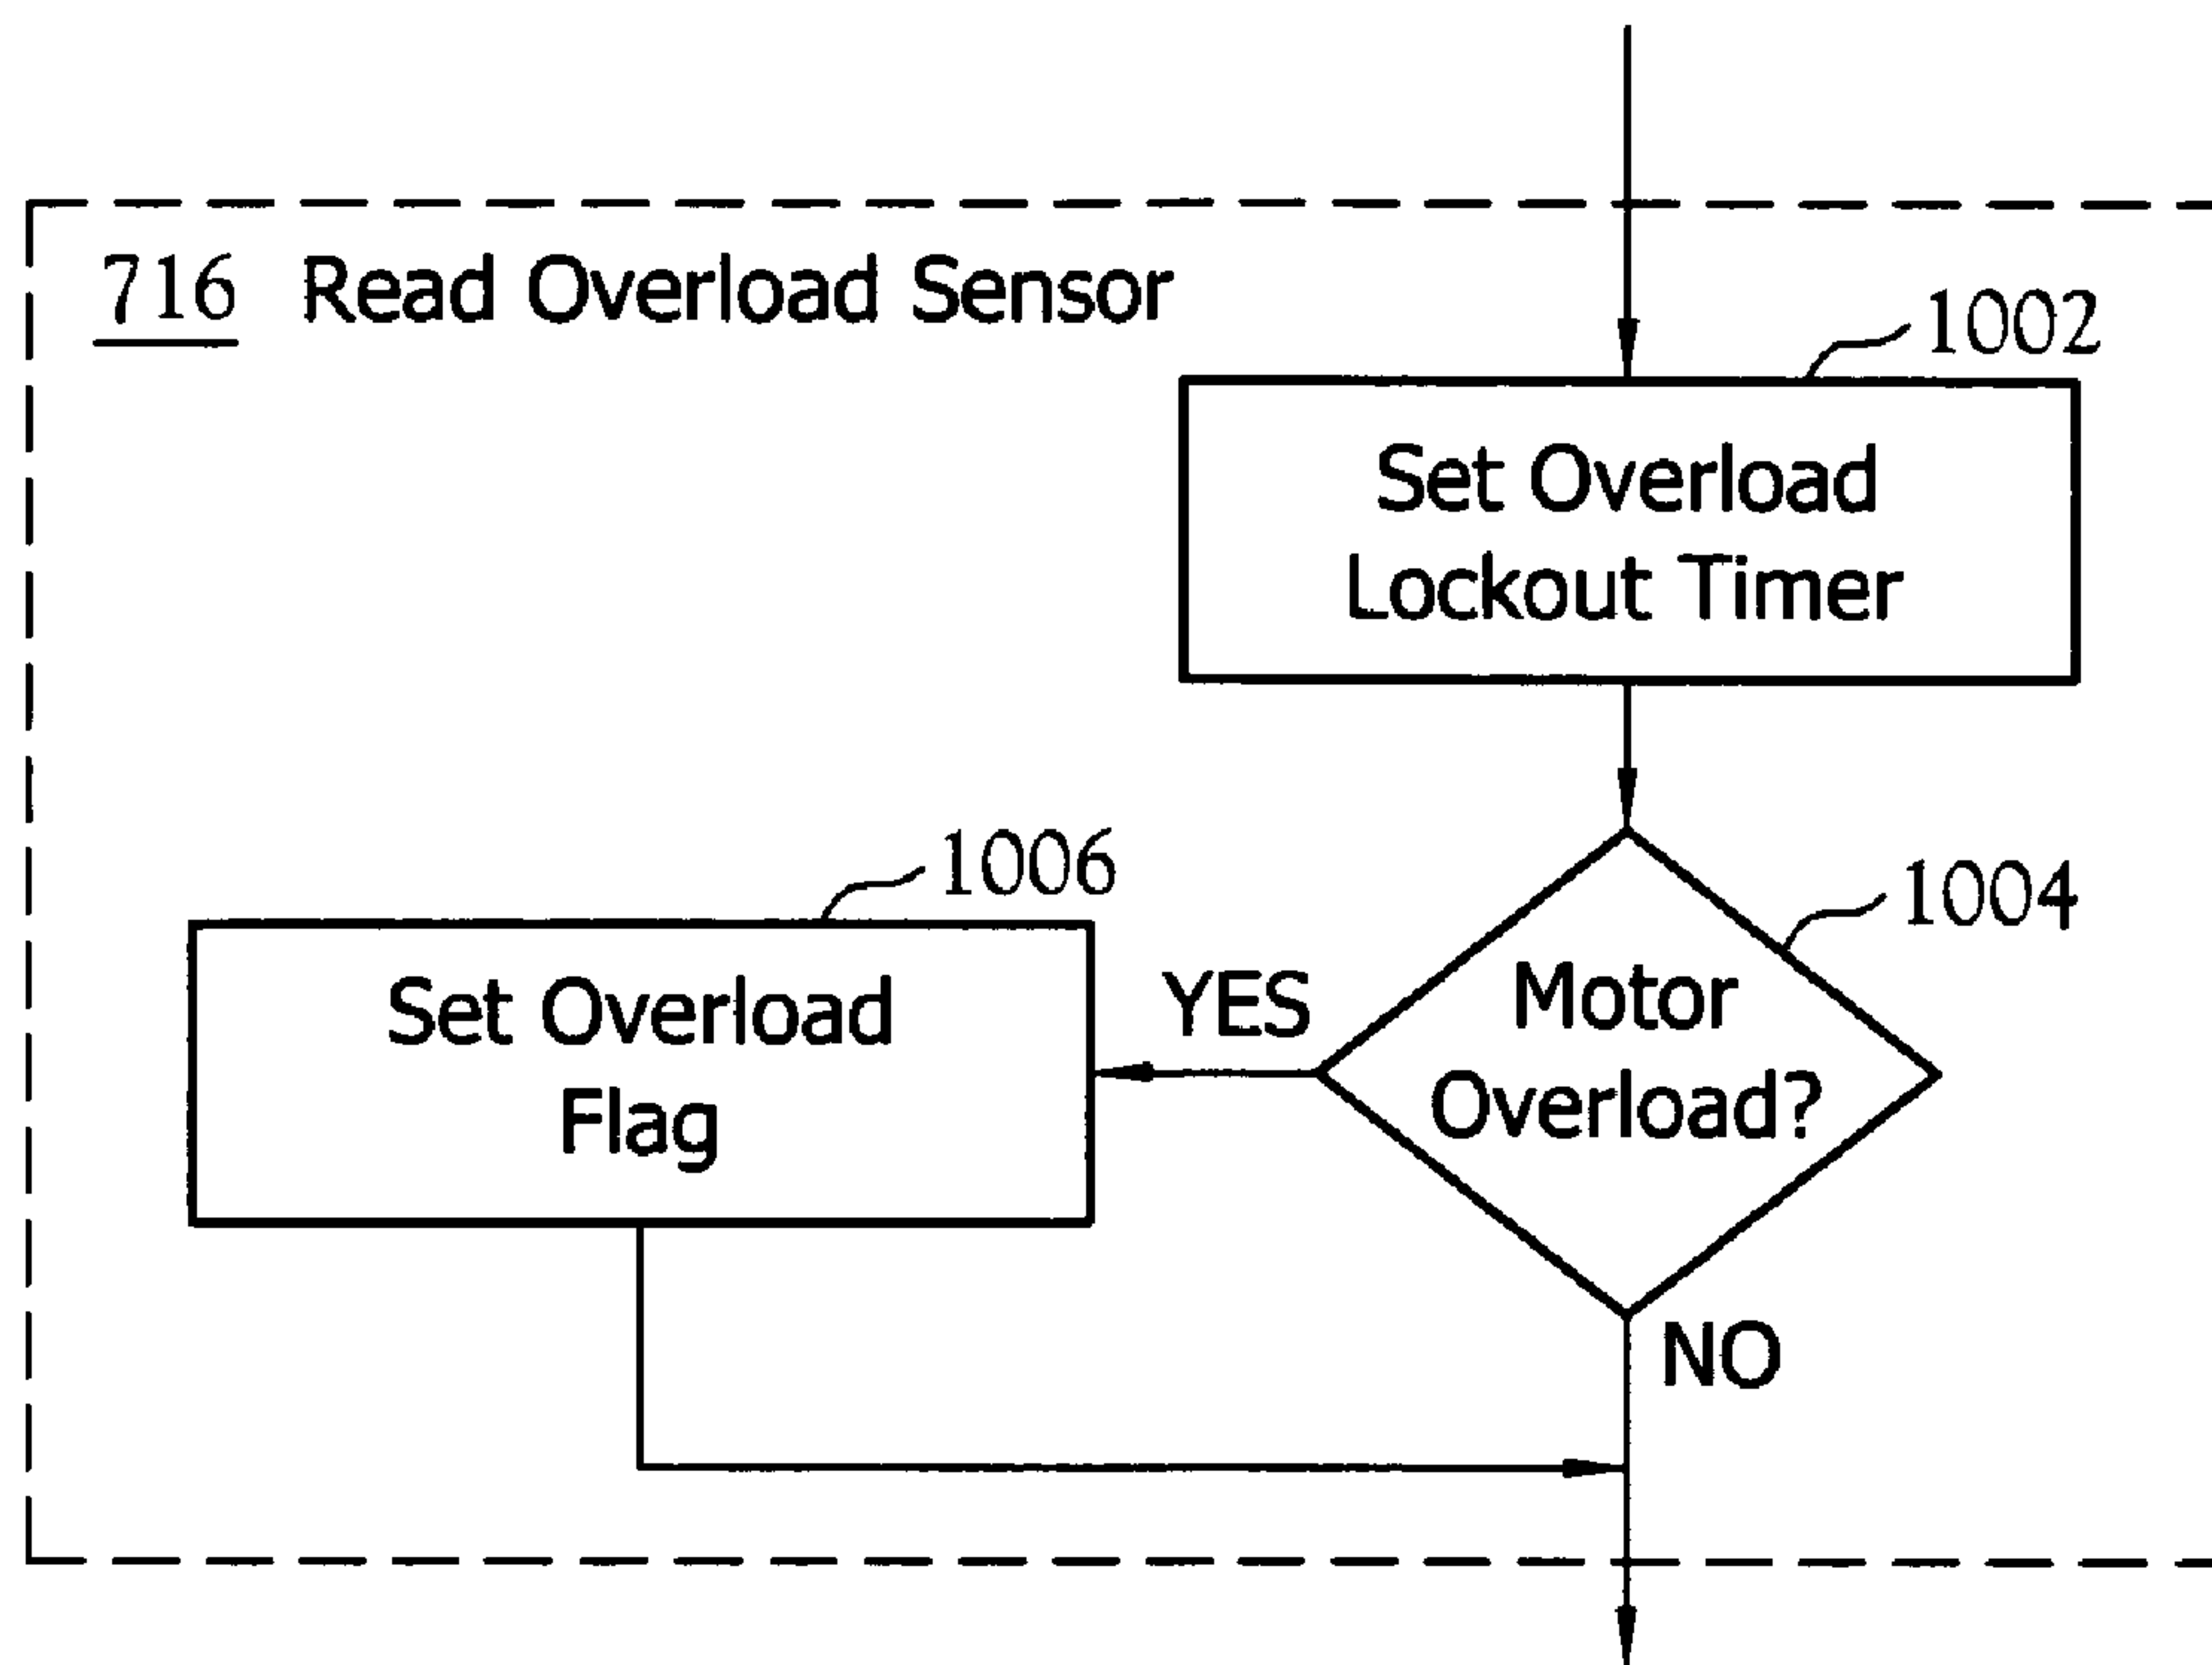 716 Read Overload Sensor
1002
Set Overload
Lockout Timer
1006
1004
Set Overload
Flag
YES
Motor
Overload?
NO